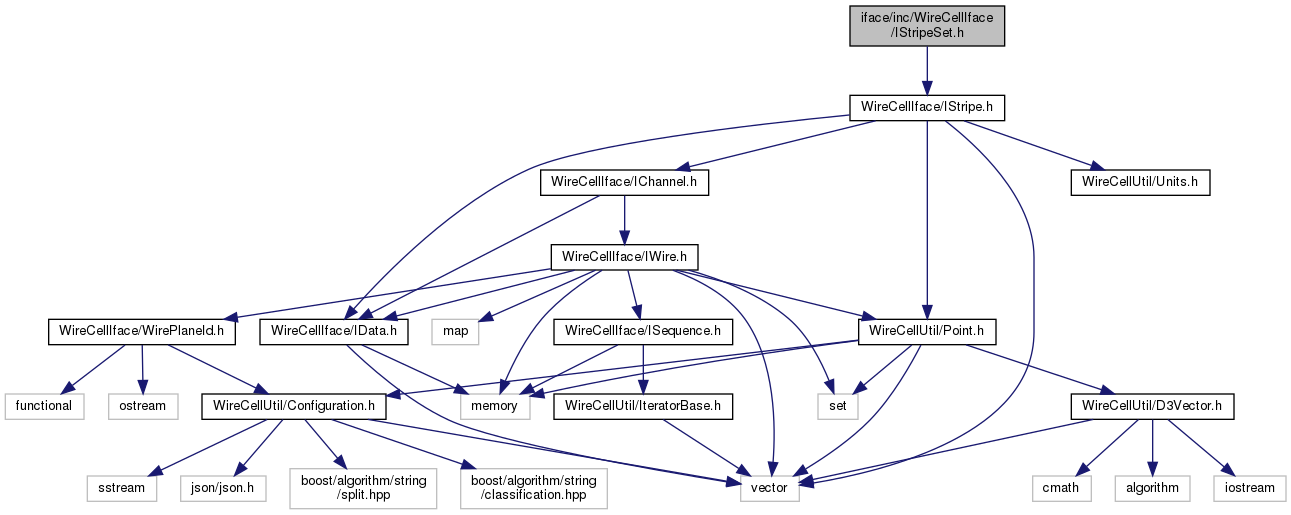 iface/inc/WireCellIface
/IStripeSet.h
WireCellIface/IStripe.h
WireCellIface/IChannel.h
WireCellUtil/Units.h
WireCellIface/IWire.h
WireCellIface/WirePlaneId.h
WireCellIface/IData.h
map
WireCellIface/ISequence.h
WireCellUtil/Point.h
functional
ostream
WireCellUtil/Configuration.h
memory
WireCellUtil/IteratorBase.h
set
WireCellUtil/D3Vector.h
sstream
json/json.h
boost/algorithm/string
/split.hpp
boost/algorithm/string
/classification.hpp
vector
cmath
algorithm
iostream